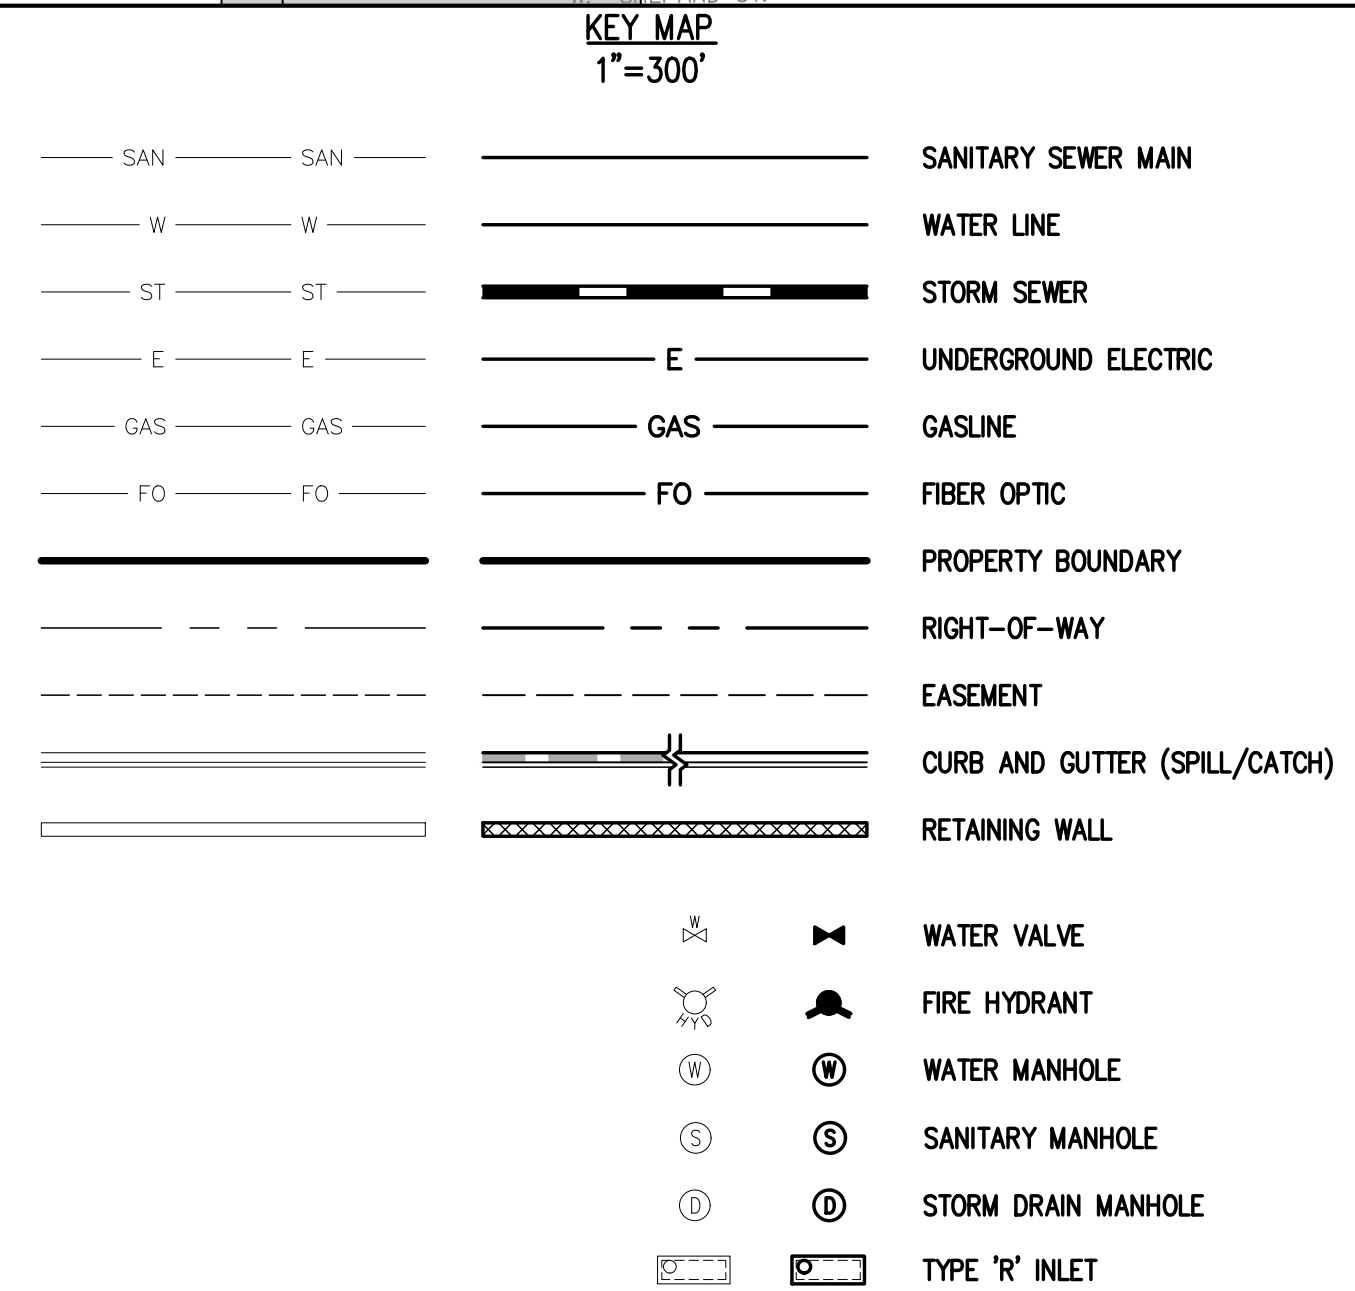 KEY MAP
1"=300'
SAN SAN SANITARY SEWER MAIN
W W WATER LINE
ST ST STORM SEWER
E E E UNDERGROUND ELECTRIC
GAS GAS GAS GASLINE
FO FO FO FIBER OPTIC
PROPERTY BOUNDARY
RIGHT-OF-WAY
EASEMENT
CURB AND GUTTER (SPILL/CATCH)
RETAINING WALL
W WATER VALVE
HYD FIRE HYDRANT
W W WATER MANHOLE
S S SANITARY MANHOLE
D D STORM DRAIN MANHOLE
TYPE 'R' INLET